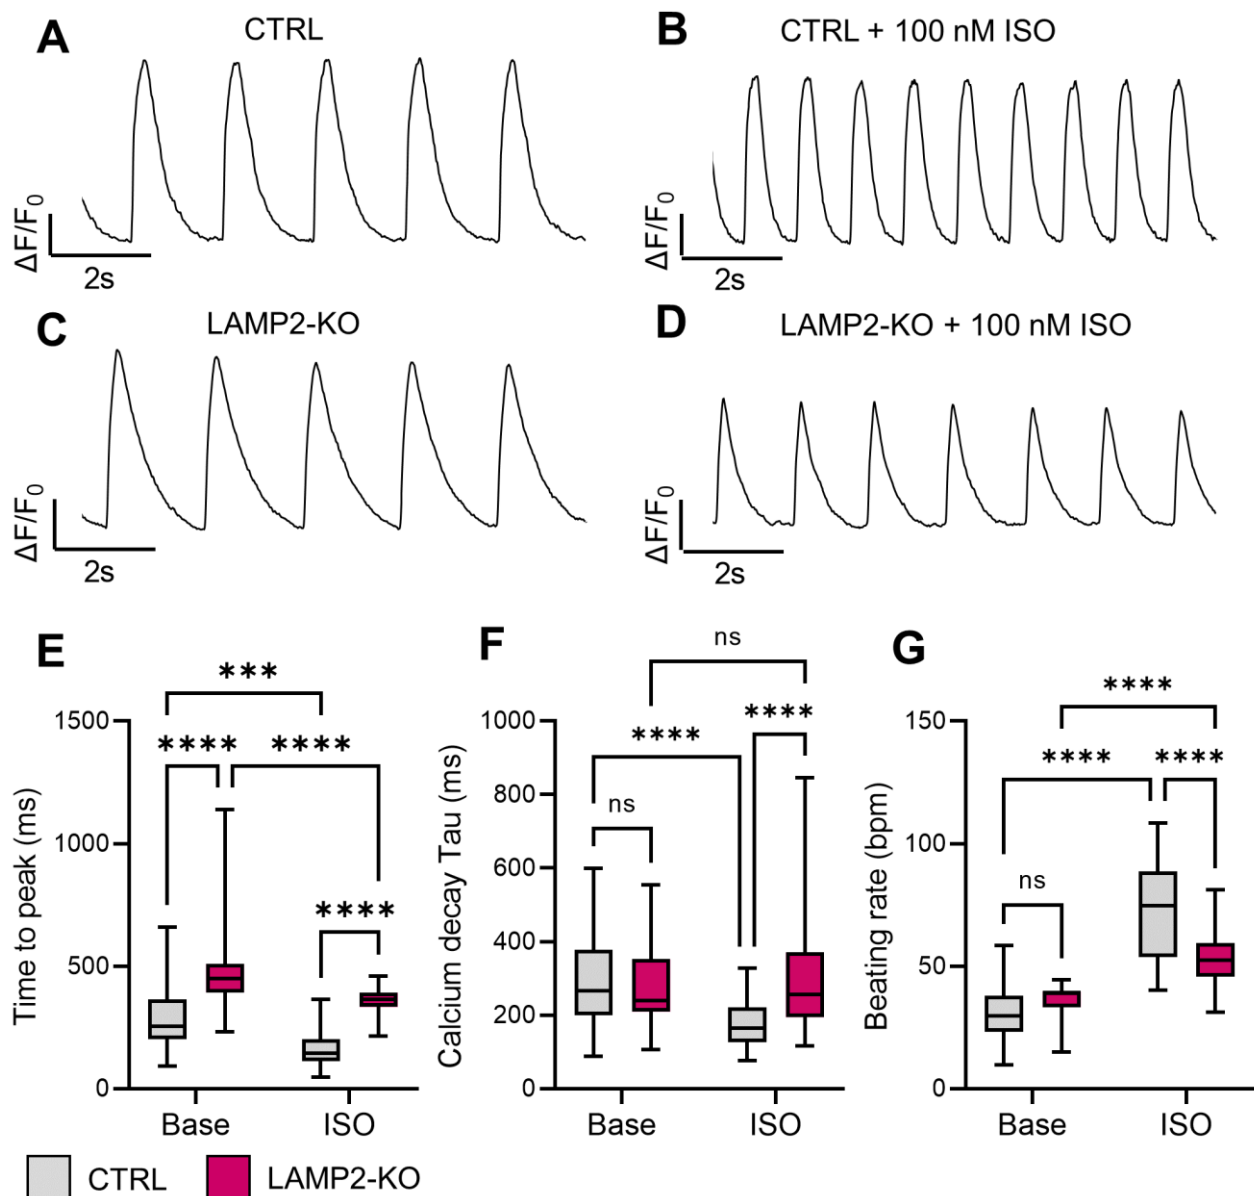 A
CTRL
B
CTRL + 100 nM ISO
ΔF/F0
2s
ΔF/F0
2s
C
LAMP2-KO
D
LAMP2-KO + 100 nM ISO
ΔF/F0
2s
ΔF/F0
2s
E
***
****
****
****
Time to peak (ms)
1500
1000
500
0
Base
ISO
F
ns
****
****
ns
Calcium decay Tau (ms)
1000
800
600
400
200
0
Base
ISO
G
****
****
****
ns
Beating rate (bpm)
150
100
50
0
Base
ISO
CTRL
LAMP2-KO